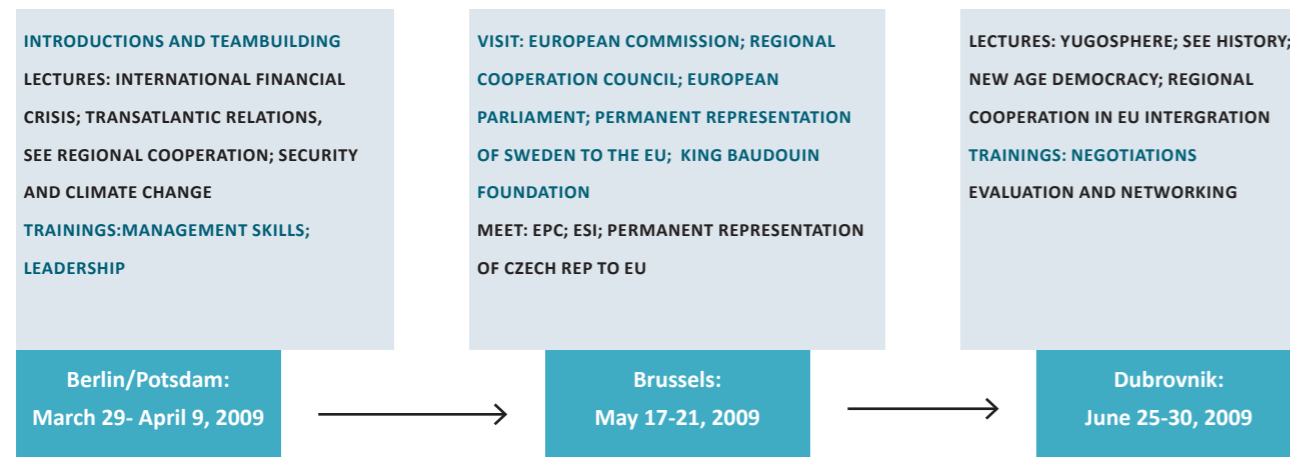 INTRODUCTIONS AND TEAMBUILDING
LECTURES: INTERNATIONAL FINANCIAL
CRISIS; TRANSATLANTIC RELATIONS,
SEE REGIONAL COOPERATION; SECURITY
AND CLIMATE CHANGE
TRAININGS:MANAGEMENT SKILLS;
LEADERSHIP
Berlin/Potsdam:
March 29- April 9, 2009
VISIT: EUROPEAN COMMISSION; REGIONAL
COOPERATION COUNCIL; EUROPEAN
PARLIAMENT; PERMANENT REPRESENTATION
OF SWEDEN TO THE EU; KING BAUDOUIN
FOUNDATION
MEET: EPC; ESI; PERMANENT REPRESENTATION
OF CZECH REP TO EU
Brussels:
May 17-21, 2009
LECTURES: YUGOSPHERE; SEE HISTORY;
NEW AGE DEMOCRACY; REGIONAL
COOPERATION IN EU INTERGRATION
TRAININGS: NEGOTIATIONS
EVALUATION AND NETWORKING
Dubrovnik:
June 25-30, 2009